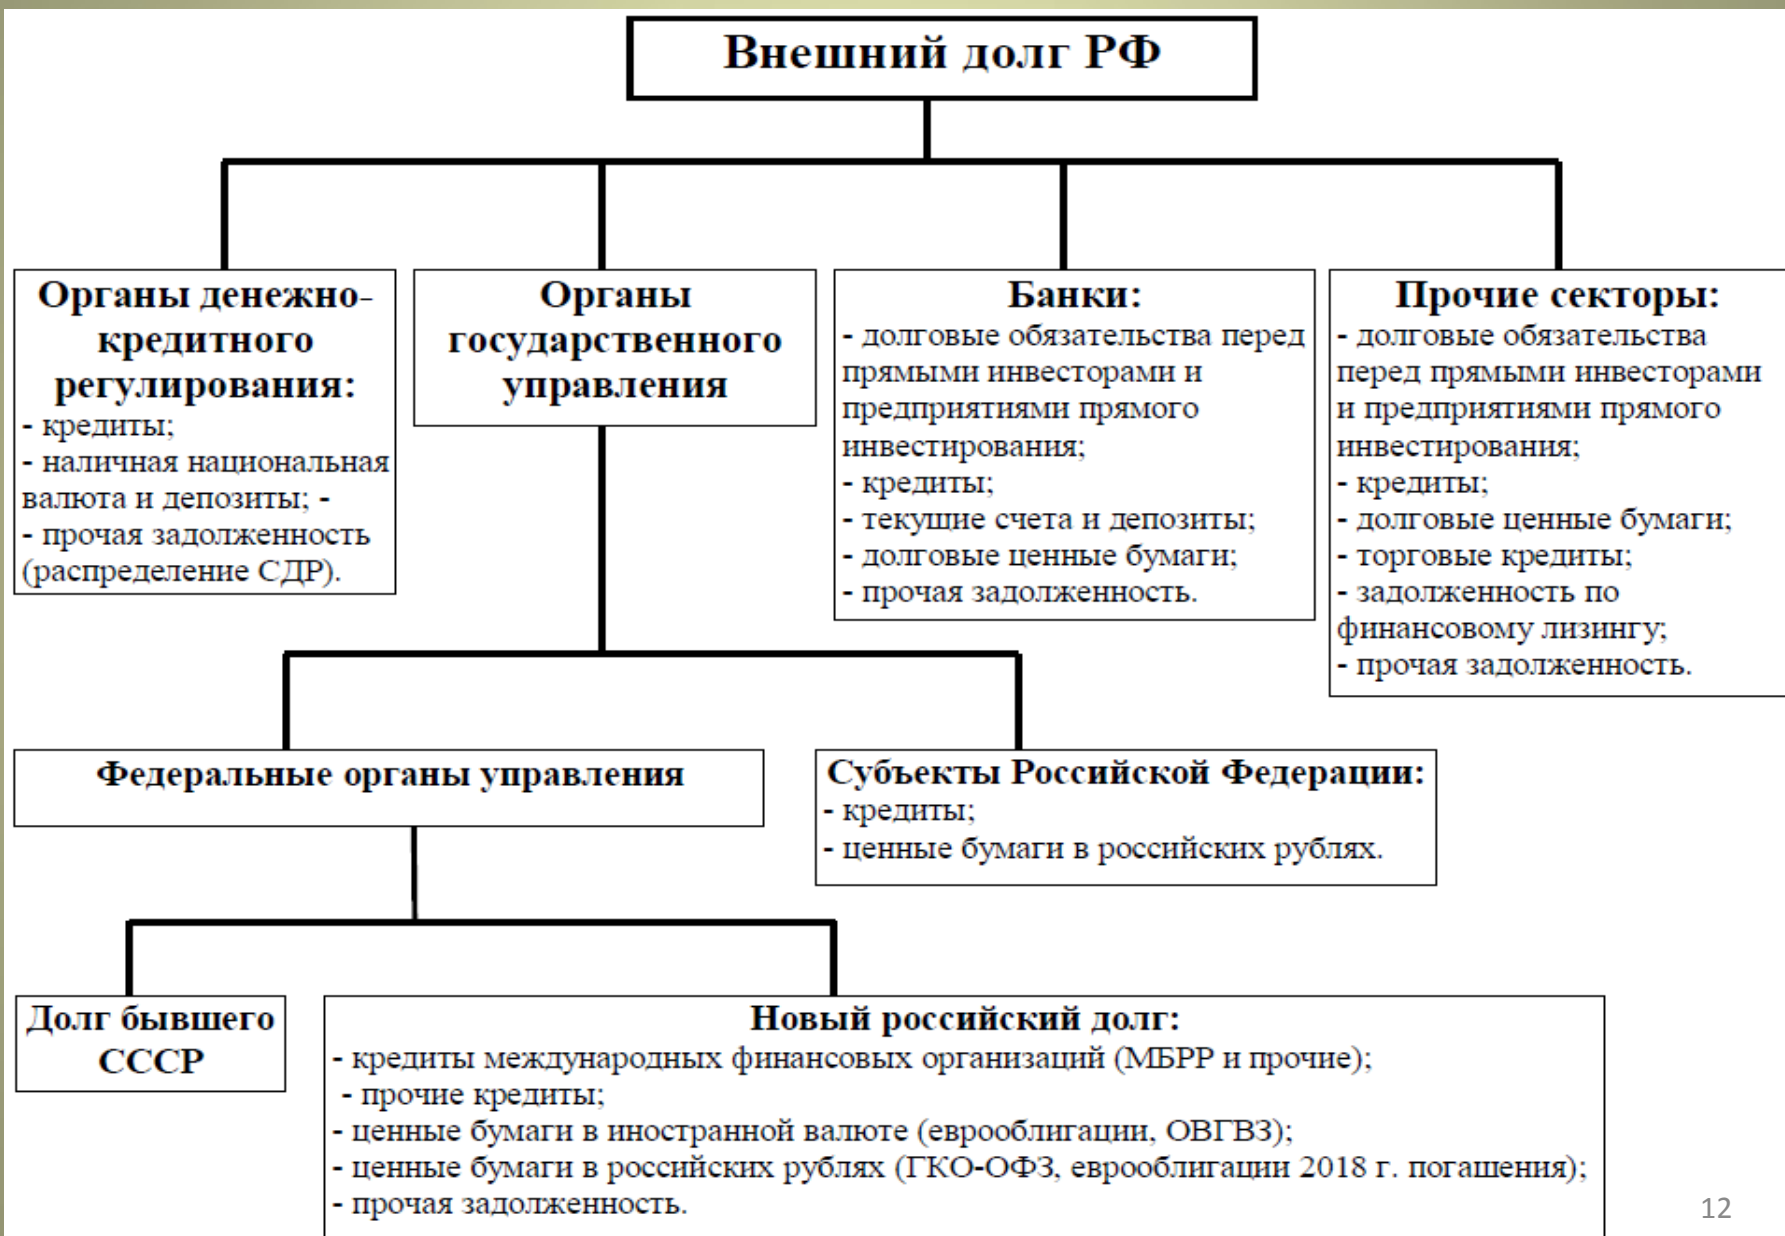 Внешний долг РФ
Органы денежно-
кредитного
регулирования:
- кредиты;
- наличная национальная
валюта и депозиты; -
- прочая задолженность
(распределение СДР).
Органы
государственного
управления
Банки:
- долговые обязательства перед
прямыми инвесторами и
предприятиями прямого
инвестирования;
- кредиты;
- текущие счета и депозиты;
- долговые ценные бумаги;
- прочая задолженность.
Прочие секторы:
- долговые обязательства
перед прямыми инвесторами
и предприятиями прямого
инвестирования;
- кредиты;
- долговые ценные бумаги;
- торговые кредиты;
- задолженность по
финансовому лизингу;
- прочая задолженность.
Федеральные органы управления
Субъекты Российской Федерации:
- кредиты;
- ценные бумаги в российских рублях.
Долг бывшего
СССР
Новый российский долг:
- кредиты международных финансовых организаций (МБРР и прочие);
- прочие кредиты;
- ценные бумаги в иностранной валюте (еврооблигации, ОВГВЗ);
- ценные бумаги в российских рублях (ГКО-ОФЗ, еврооблигации 2018 г. погашения);
- прочая задолженность.
12